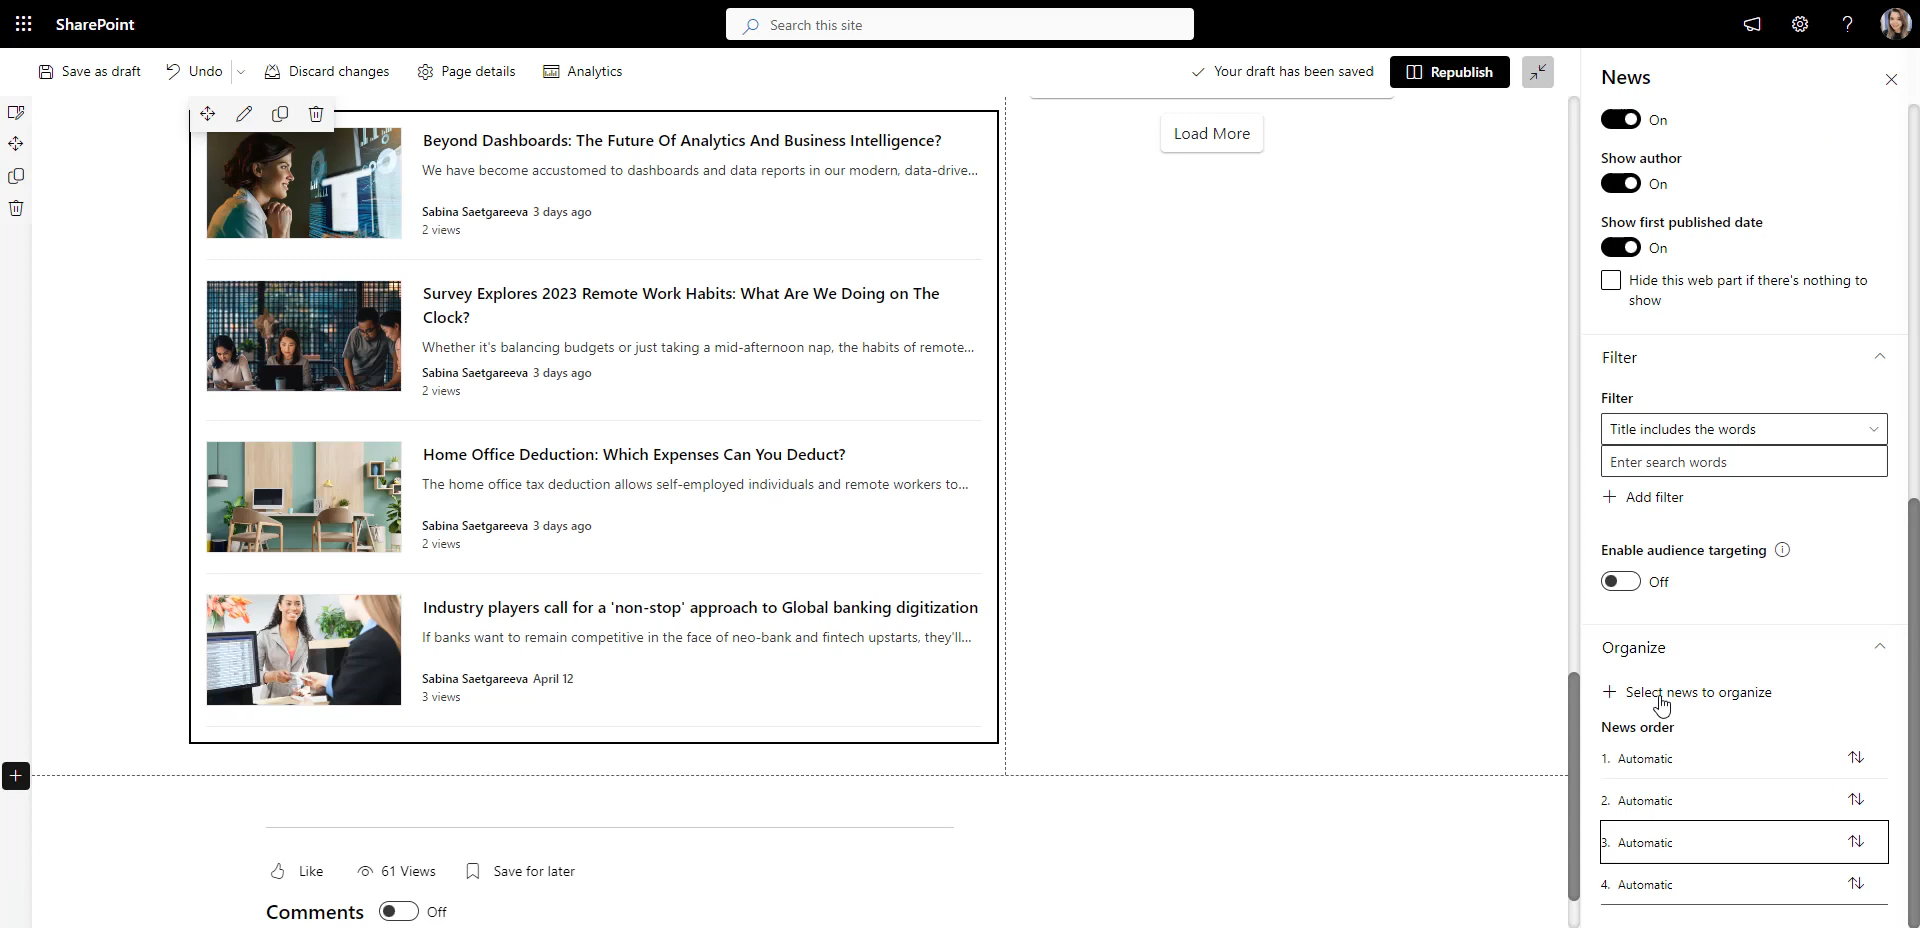 SharePoint
Search this site
Save as draft
Undo
Discard changes
Page details
Analytics
Your draft has been saved
Republish
Beyond Dashboards: The Future Of Analytics And Business Intelligence?
We have become accustomed to dashboards and data reports in our modern, data-drive...
Sabina Saetgareeva 3 days ago
2 views
Survey Explores 2023 Remote Work Habits: What Are We Doing on The
Clock?
Whether it's balancing budgets or just taking a mid-afternoon nap, the habits of remote...
Sabina Saetgareeva 3 days ago
2 views
Home Office Deduction: Which Expenses Can You Deduct?
The home office tax deduction allows self-employed individuals and remote workers to...
Sabina Saetgareeva 3 days ago
2 views
Industry players call for a 'non-stop' approach to Global banking digitization
If banks want to remain competitive in the face of neo-bank and fintech upstarts, they'll...
Sabina Saetgareeva April 12
3 views
Load More
Like
61 Views
Save for later
Comments
Off
News
On
Show author
On
Show first published date
On
Hide this web part if there's nothing to
show
Filter
Filter
Title includes the words
Enter search words
Add filter
Enable audience targeting
Off
Organize
Select news to organize
News order
1. Automatic
2. Automatic
3. Automatic
4. Automatic